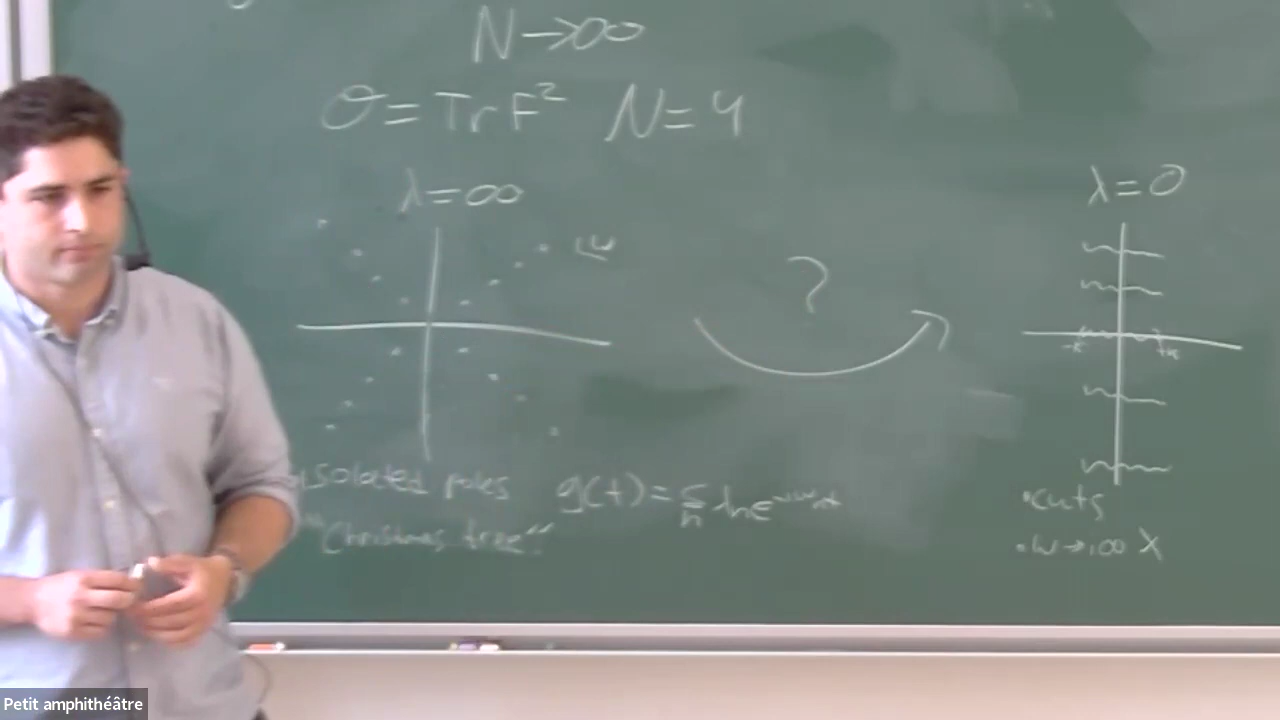 N→∞
O = Tr F² N=4
λ=∞
λ=0
ω
?
-k +k
isolated poles g(t) = Σ
n
"Christmas tree"
• cuts
• ω→i∞ X
Petit amphithéâtre